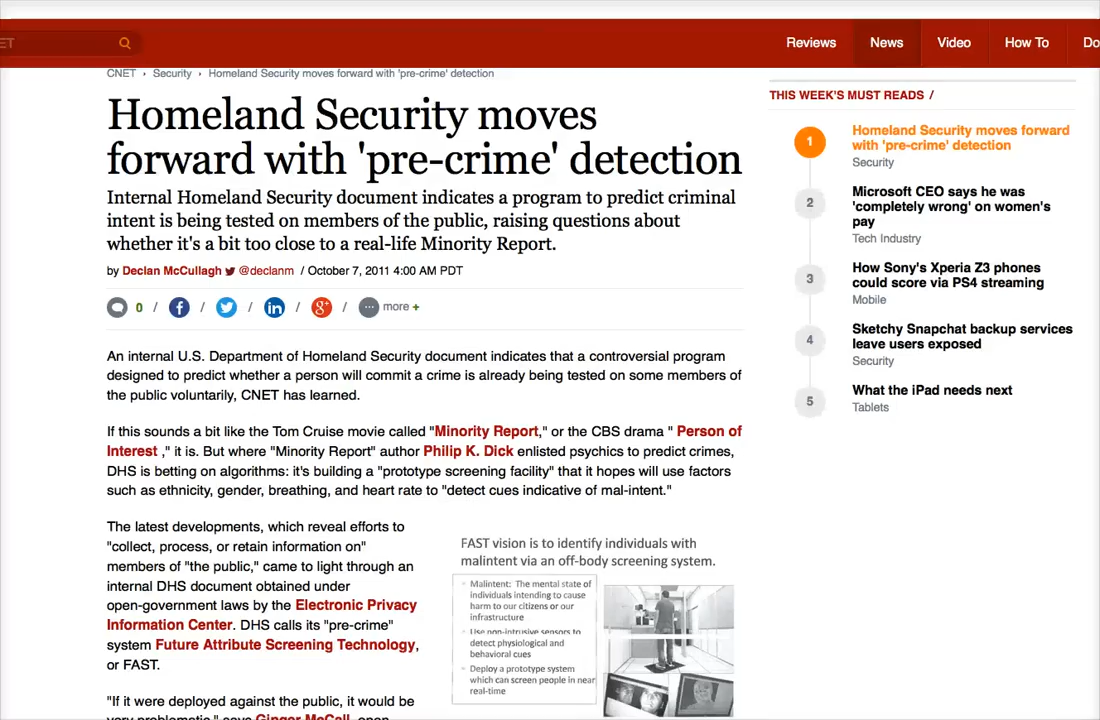 ET
Reviews
News
Video
How To
Do
CNET › Security › Homeland Security moves forward with 'pre-crime' detection
Homeland Security moves
forward with 'pre-crime' detection
Internal Homeland Security document indicates a program to predict criminal
intent is being tested on members of the public, raising questions about
whether it's a bit too close to a real-life Minority Report.
by Declan McCullagh @declanm / October 7, 2011 4:00 AM PDT
0 / / / / / more +
An internal U.S. Department of Homeland Security document indicates that a controversial program
designed to predict whether a person will commit a crime is already being tested on some members of
the public voluntarily, CNET has learned.
If this sounds a bit like the Tom Cruise movie called "Minority Report," or the CBS drama " Person of
Interest ," it is. But where "Minority Report" author Philip K. Dick enlisted psychics to predict crimes,
DHS is betting on algorithms: it's building a "prototype screening facility" that it hopes will use factors
such as ethnicity, gender, breathing, and heart rate to "detect cues indicative of mal-intent."
The latest developments, which reveal efforts to
"collect, process, or retain information on"
members of "the public," came to light through an
internal DHS document obtained under
open-government laws by the Electronic Privacy
Information Center. DHS calls its "pre-crime"
system Future Attribute Screening Technology,
or FAST.
"If it were deployed against the public, it would be
very problematic," says Ginger McCall, open
FAST vision is to identify individuals with
malintent via an off-body screening system.
Malintent: The mental state of
individuals intending to cause
harm to our citizens or our
infrastructure
Use non-intrusive sensors to
detect physiological and
behavioral cues
Deploy a prototype system
which can screen people in near
real-time
THIS WEEK'S MUST READS /
1
Homeland Security moves forward
with 'pre-crime' detection
Security
2
Microsoft CEO says he was
'completely wrong' on women's
pay
Tech Industry
3
How Sony's Xperia Z3 phones
could score via PS4 streaming
Mobile
4
Sketchy Snapchat backup services
leave users exposed
Security
5
What the iPad needs next
Tablets